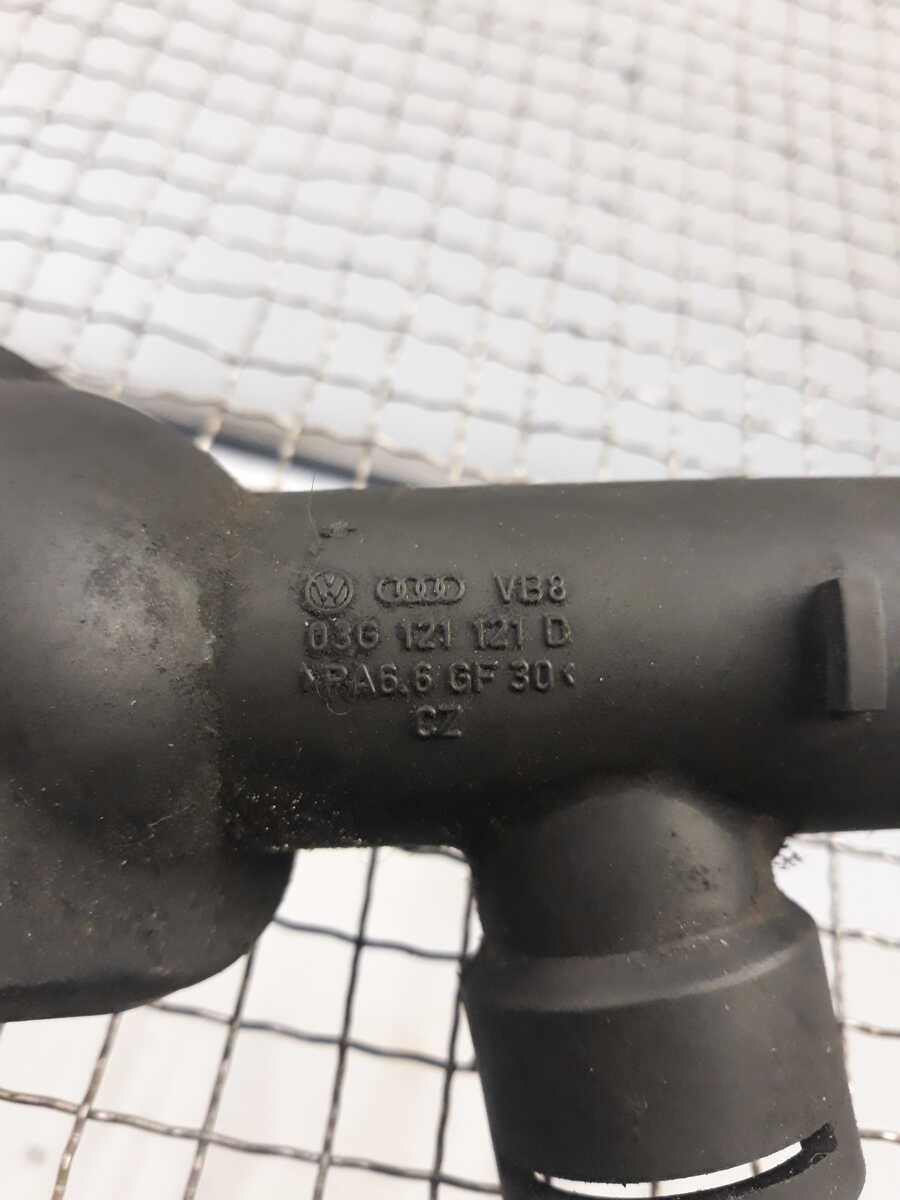 VB8
03G 121 121 D
>PA6.6 GF 30<
CZ